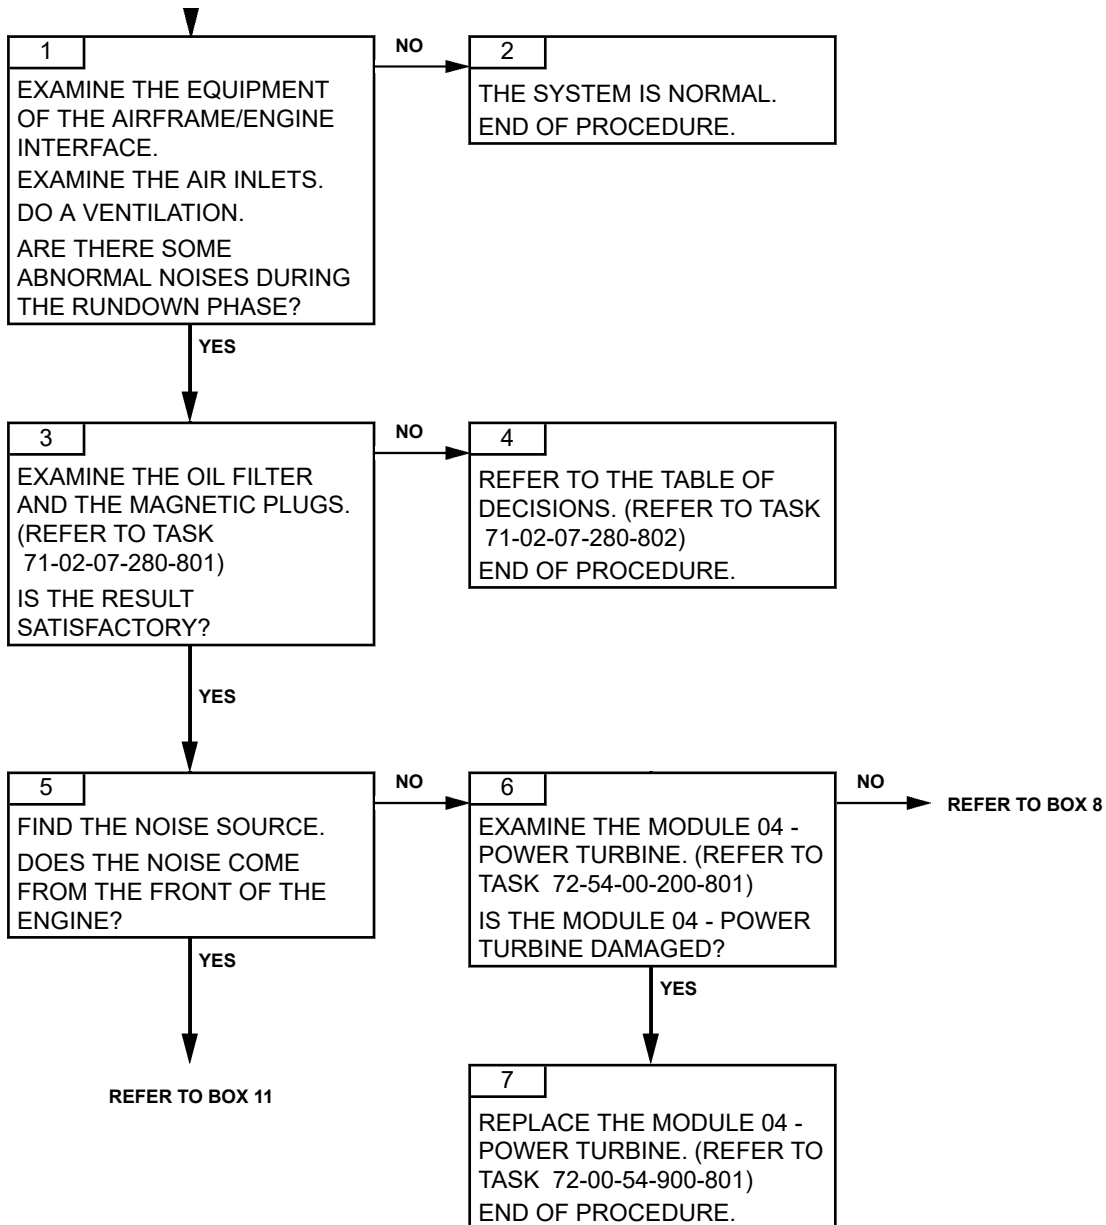 1
EXAMINE THE EQUIPMENT
OF THE AIRFRAME/ENGINE
INTERFACE.
EXAMINE THE AIR INLETS.
DO A VENTILATION.
ARE THERE SOME
ABNORMAL NOISES DURING
THE RUNDOWN PHASE?
NO
2
THE SYSTEM IS NORMAL.
END OF PROCEDURE.
YES
3
EXAMINE THE OIL FILTER
AND THE MAGNETIC PLUGS.
(REFER TO TASK
71-02-07-280-801)
IS THE RESULT
SATISFACTORY?
NO
4
REFER TO THE TABLE OF
DECISIONS. (REFER TO TASK
71-02-07-280-802)
END OF PROCEDURE.
YES
5
FIND THE NOISE SOURCE.
DOES THE NOISE COME
FROM THE FRONT OF THE
ENGINE?
NO
6
EXAMINE THE MODULE 04 -
POWER TURBINE. (REFER TO
TASK 72-54-00-200-801)
IS THE MODULE 04 - POWER
TURBINE DAMAGED?
NO
REFER TO BOX 8
YES
REFER TO BOX 11
YES
7
REPLACE THE MODULE 04 -
POWER TURBINE. (REFER TO
TASK 72-00-54-900-801)
END OF PROCEDURE.